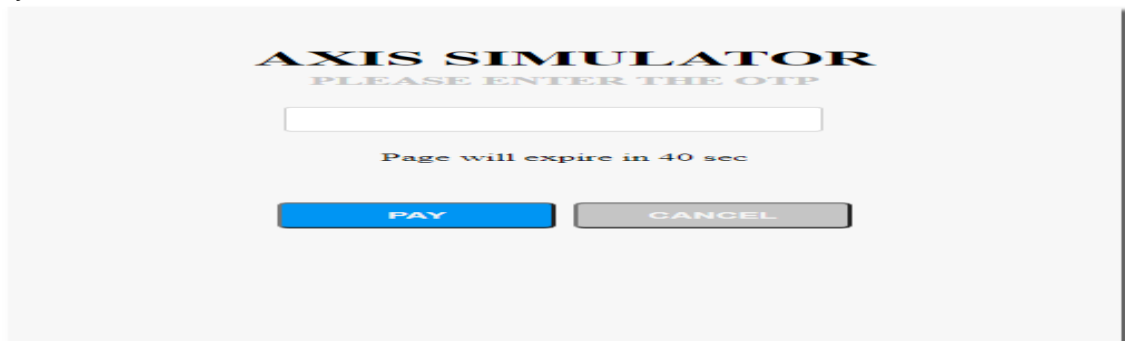 AXIS SIMULATOR
PLEASE ENTER THE OTP
Page will expire in 40 sec
PAY CANCEL